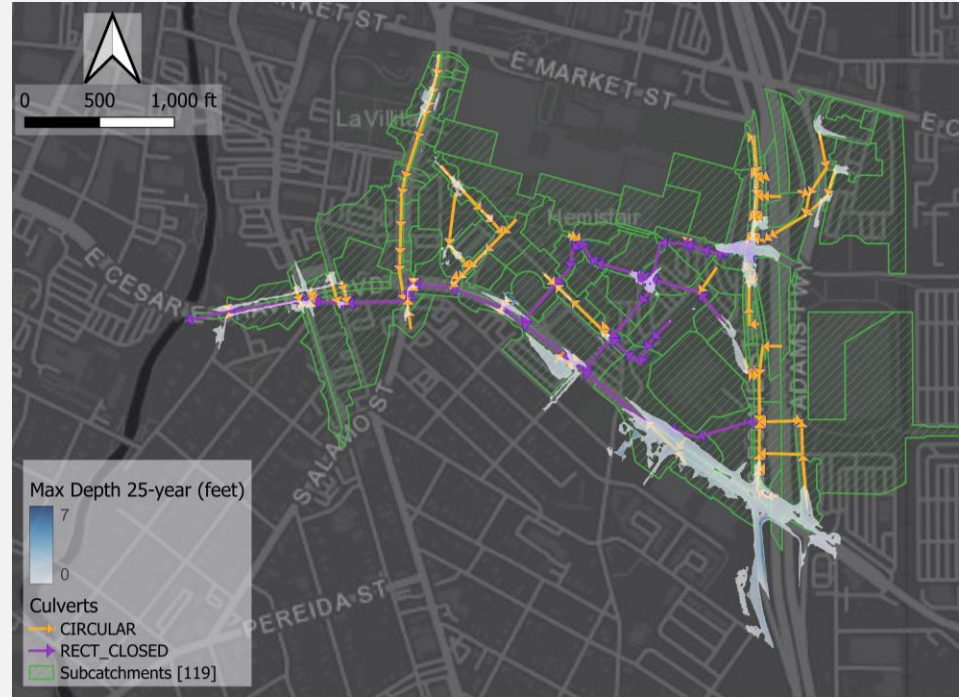 MARKET ST
E MARKET ST
0 500 1,000 ft
La Villita
Hemisfair
E CESAR
S ALAMO ST
ADAMS
PEREIDA ST
Max Depth 25-year (feet)
7
0
Culverts
CIRCULAR
RECT_CLOSED
Subcatchments [119]